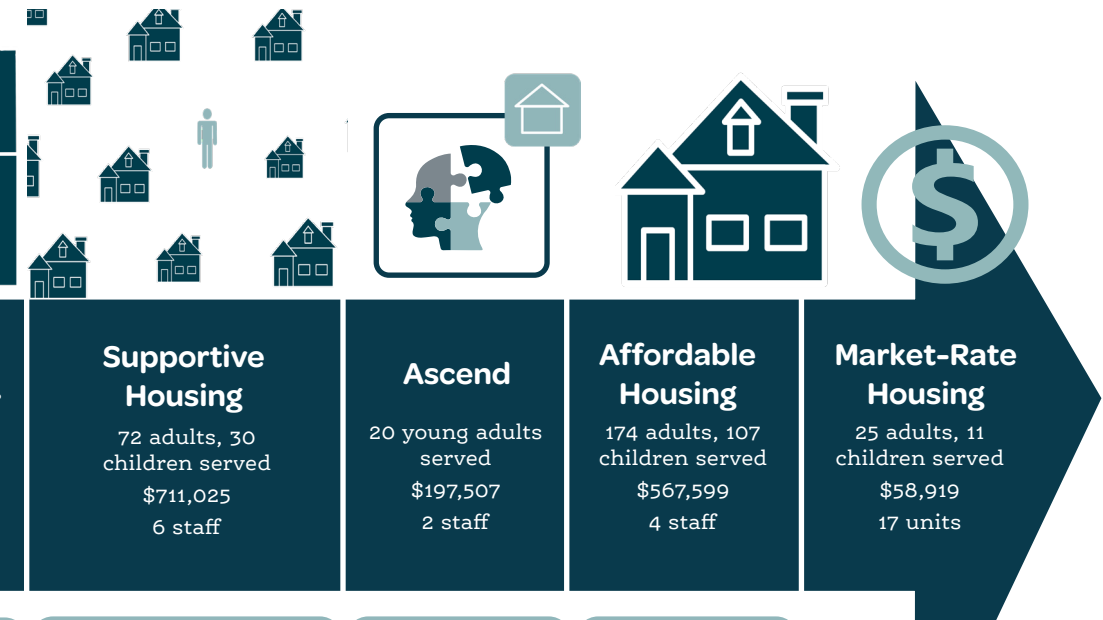 Supportive
Housing
72 adults, 30
children served
$711,025
6 staff
Ascend
20 young adults
served
$197,507
2 staff
Affordable
Housing
174 adults, 107
children served
$567,599
4 staff
$
Market-Rate
Housing
25 adults, 11
children served
$58,919
17 units